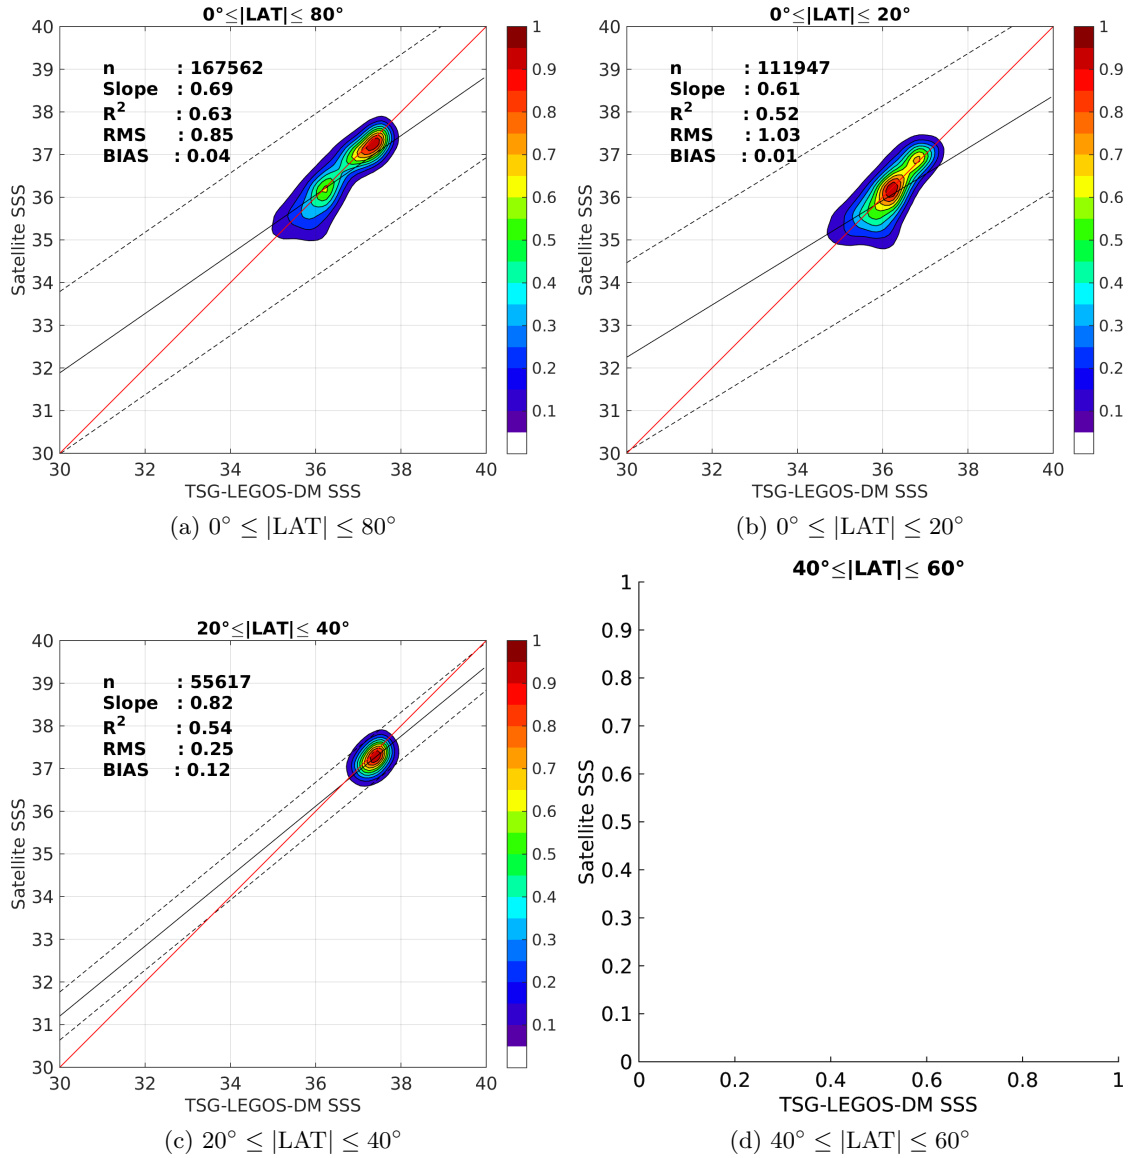 0°≤|LAT|≤ 80°
n : 167562
Slope : 0.69
R2 : 0.63
RMS : 0.85
BIAS : 0.04
40
39
38
37
36
35
34
33
32
31
30
Satellite SSS
30 32 34 36 38 40
TSG-LEGOS-DM SSS
1
0.9
0.8
0.7
0.6
0.5
0.4
0.3
0.2
0.1
(a) 0° ≤ |LAT| ≤ 80°
0°≤|LAT|≤ 20°
n : 111947
Slope : 0.61
R2 : 0.52
RMS : 1.03
BIAS : 0.01
40
39
38
37
36
35
34
33
32
31
30
Satellite SSS
30 32 34 36 38 40
TSG-LEGOS-DM SSS
1
0.9
0.8
0.7
0.6
0.5
0.4
0.3
0.2
0.1
(b) 0° ≤ |LAT| ≤ 20°
20°≤|LAT|≤ 40°
n : 55617
Slope : 0.82
R2 : 0.54
RMS : 0.25
BIAS : 0.12
40
39
38
37
36
35
34
33
32
31
30
Satellite SSS
30 32 34 36 38 40
TSG-LEGOS-DM SSS
1
0.9
0.8
0.7
0.6
0.5
0.4
0.3
0.2
0.1
(c) 20° ≤ |LAT| ≤ 40°
40°≤|LAT|≤ 60°
1
0.9
0.8
0.7
0.6
0.5
0.4
0.3
0.2
0.1
0
Satellite SSS
0 0.2 0.4 0.6 0.8 1
TSG-LEGOS-DM SSS
(d) 40° ≤ |LAT| ≤ 60°